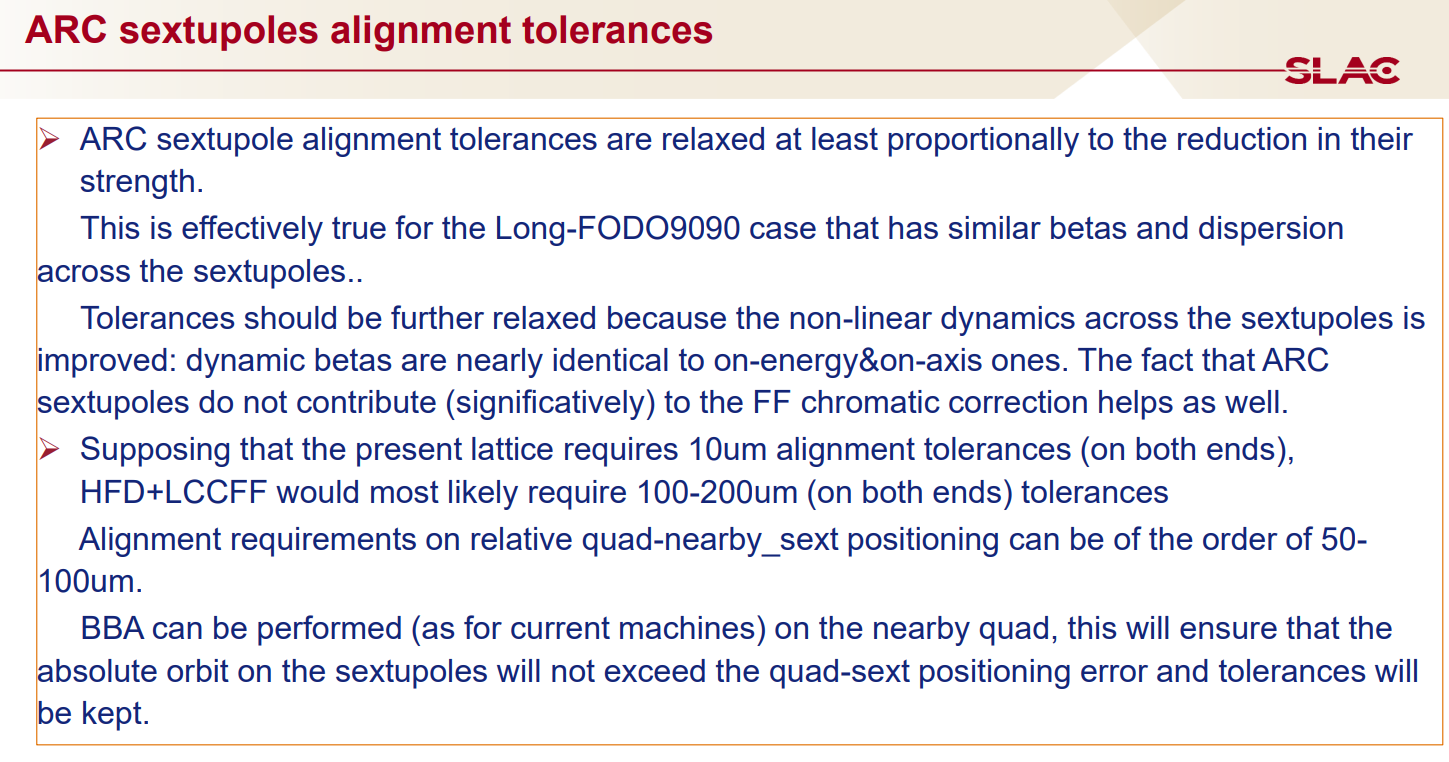 ARC sextupoles alignment tolerances
SLAC
➢ ARC sextupole alignment tolerances are relaxed at least proportionally to the reduction in their
strength.
This is effectively true for the Long-FODO9090 case that has similar betas and dispersion
across the sextupoles..
Tolerances should be further relaxed because the non-linear dynamics across the sextupoles is
improved: dynamic betas are nearly identical to on-energy&on-axis ones. The fact that ARC
sextupoles do not contribute (significatively) to the FF chromatic correction helps as well.
➢ Supposing that the present lattice requires 10um alignment tolerances (on both ends),
HFD+LCCFF would most likely require 100-200um (on both ends) tolerances
Alignment requirements on relative quad-nearby_sext positioning can be of the order of 50-
100um.
BBA can be performed (as for current machines) on the nearby quad, this will ensure that the
absolute orbit on the sextupoles will not exceed the quad-sext positioning error and tolerances will
be kept.